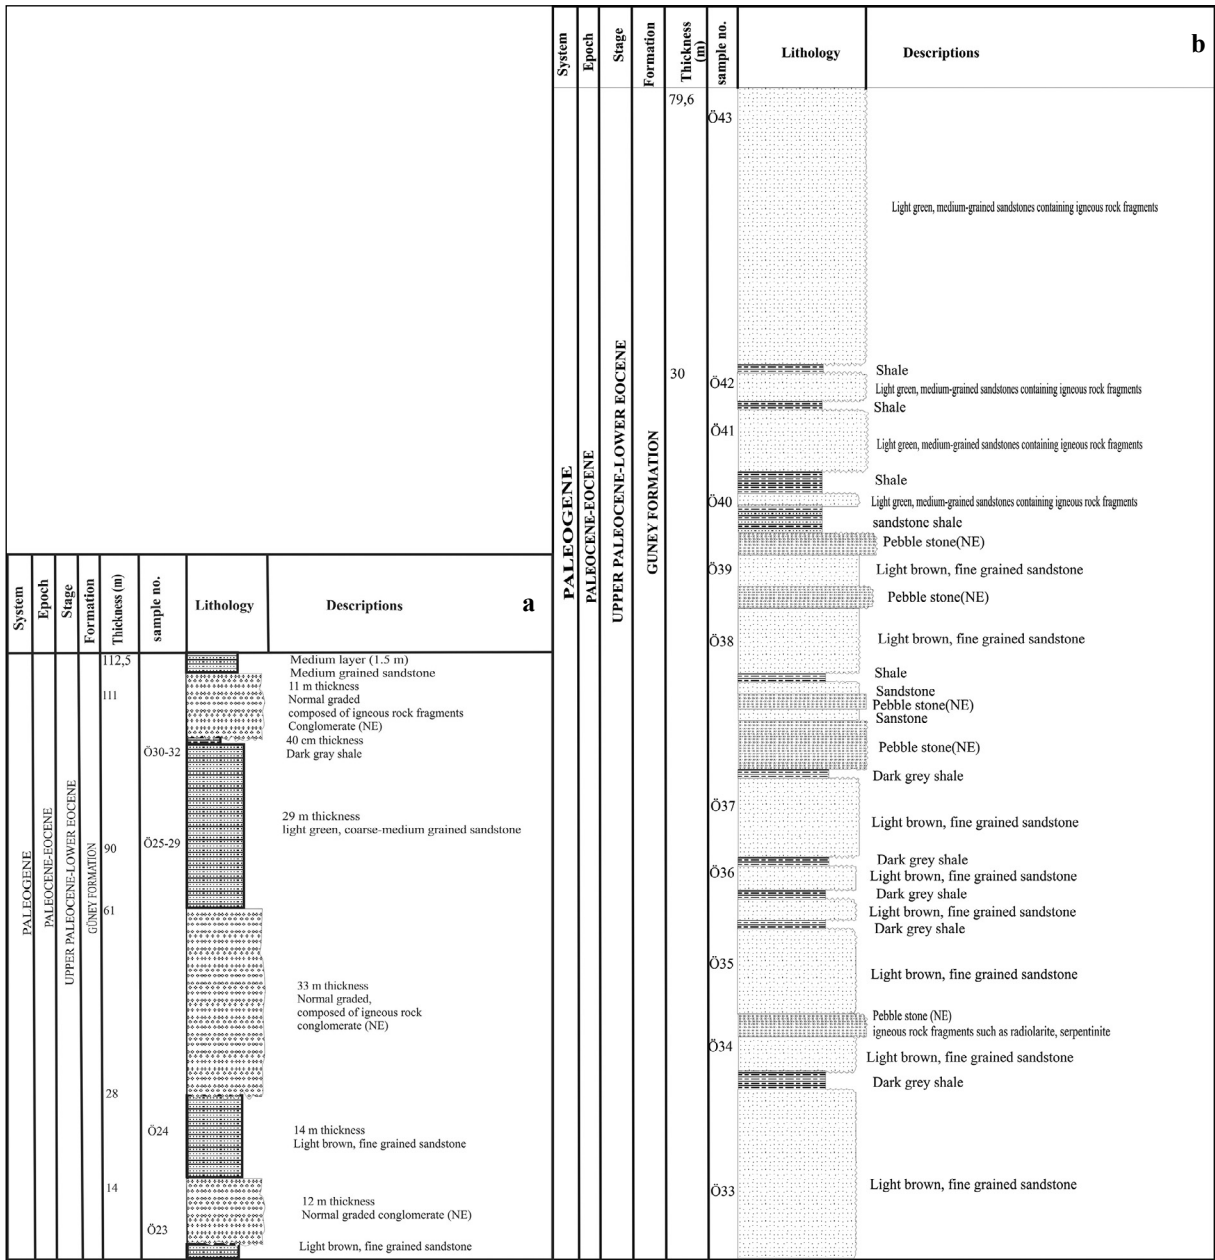 System
Epoch
Stage
Formation
Thickness (m)
sample no.
Lithology
Descriptions
a
PALEOGENE
PALEOCENE-EOCENE
UPPER PALEOCENE-LOWER EOCENE
GÜNEY FORMATION
112,5
Medium layer (1.5 m)
Medium grained sandstone
111
11 m thickness
Normal graded
composed of igneous rock fragments
Conglomerate (NE)
40 cm thickness
Dark gray shale
Ö30-32
29 m thickness
light green, coarse-medium grained sandstone
Ö25-29
90
61
33 m thickness
Normal graded,
composed of igneous rock
conglomerate (NE)
28
Ö24
14 m thickness
Light brown, fine grained sandstone
14
12 m thickness
Normal graded conglomerate (NE)
Ö23
Light brown, fine grained sandstone
System
Epoch
Stage
Formation
Thickness
(m)
sample no.
Lithology
Descriptions
b
PALEOGENE
PALEOCENE-EOCENE
UPPER PALEOCENE-LOWER EOCENE
GUNEY FORMATION
79,6
Ö43
Light green, medium-grained sandstones containing igneous rock fragments
30
Shale
Ö42
Light green, medium-grained sandstones containing igneous rock fragments
Shale
Ö41
Light green, medium-grained sandstones containing igneous rock fragments
Shale
Ö40
Light green, medium-grained sandstones containing igneous rock fragments
sandstone shale
Pebble stone(NE)
Ö39
Light brown, fine grained sandstone
Pebble stone(NE)
Ö38
Light brown, fine grained sandstone
Shale
Sandstone
Pebble stone(NE)
Sanstone
Pebble stone(NE)
Dark grey shale
Ö37
Light brown, fine grained sandstone
Dark grey shale
Ö36
Light brown, fine grained sandstone
Dark grey shale
Light brown, fine grained sandstone
Dark grey shale
Ö35
Light brown, fine grained sandstone
Pebble stone (NE)
igneous rock fragments such as radiolarite, serpentinite
Ö34
Light brown, fine grained sandstone
Dark grey shale
Ö33
Light brown, fine grained sandstone